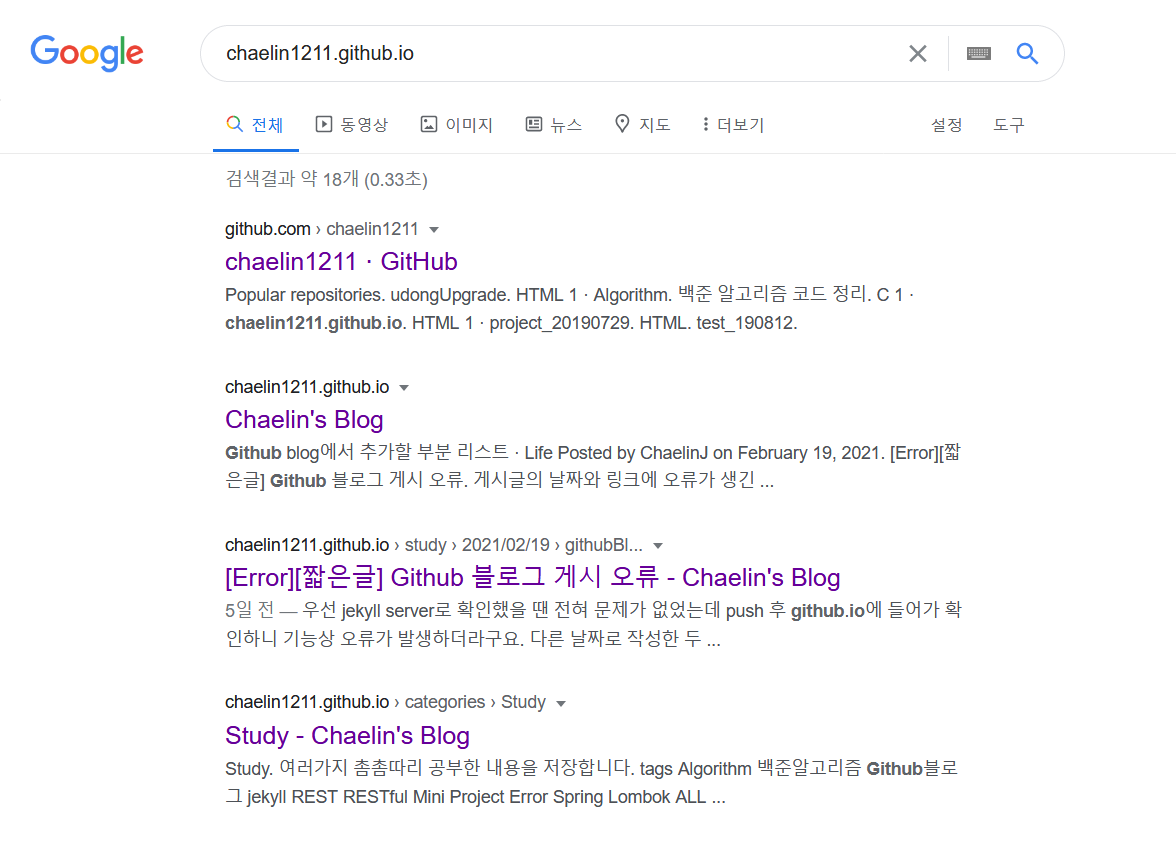 Google
chaelin1211.github.io
전체 동영상 이미지 뉴스 지도 더보기 설정 도구
검색결과 약 18개 (0.33초)
github.com › chaelin1211
chaelin1211 · GitHub
Popular repositories. udongUpgrade. HTML 1 · Algorithm. 백준 알고리즘 코드 정리. C 1 ·
chaelin1211.github.io. HTML 1 · project_20190729. HTML. test_190812.
chaelin1211.github.io
Chaelin's Blog
Github blog에서 추가할 부분 리스트 · Life Posted by ChaelinJ on February 19, 2021. [Error][짧
은글] Github 블로그 게시 오류. 게시글의 날짜와 링크에 오류가 생긴 ...
chaelin1211.github.io › study › 2021/02/19 › githubBl...
[Error][짧은글] Github 블로그 게시 오류 - Chaelin's Blog
5일 전 — 우선 jekyll server로 확인했을 땐 전혀 문제가 없었는데 push 후 github.io에 들어가 확
인하니 기능상 오류가 발생하더라구요. 다른 날짜로 작성한 두 ...
chaelin1211.github.io › categories › Study
Study - Chaelin's Blog
Study. 여러가지 촘촘따리 공부한 내용을 저장합니다. tags Algorithm 백준알고리즘 Github블로
그 jekyll REST RESTful Mini Project Error Spring Lombok ALL ...